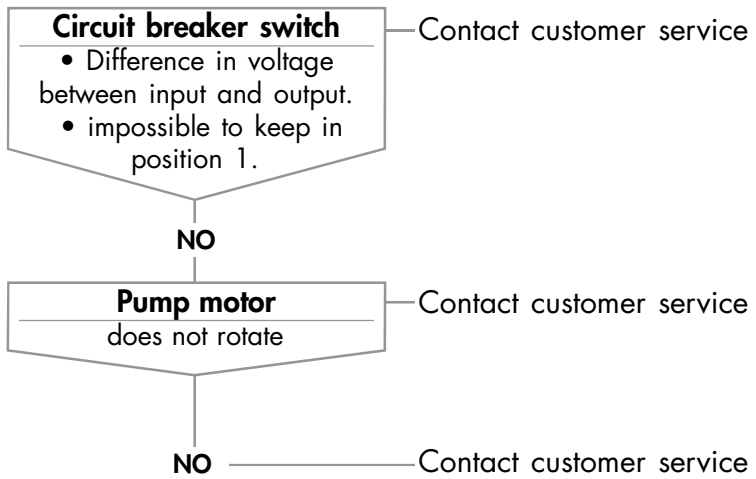 Circuit breaker switch
Contact customer service
• Difference in voltage
between input and output.
• impossible to keep in
position 1.
NO
Pump motor
Contact customer service
does not rotate
NO
Contact customer service